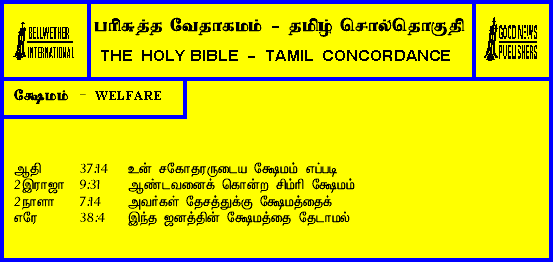 BELLWETHER
INTERNATIONAL
பரிசுத்த வேதாகமம் - தமிழ் சொல்தொகுதி
THE HOLY BIBLE - TAMIL CONCORDANCE
GOOD NEWS
PUBLISHERS
க்ஷேமம் - WELFARE
ஆதி 37:14 உன் சகோதரருடைய க்ஷேமம் எப்படி
2இராஜா 9:31 ஆண்டவனைக் கொன்ற சிம்ரி க்ஷேமம்
2நாளா 7:14 அவர்கள் தேசத்துக்கு க்ஷேமத்தைக்
எரே 38:4 இந்த ஜனத்தின் க்ஷேமத்தை தேடாமல்